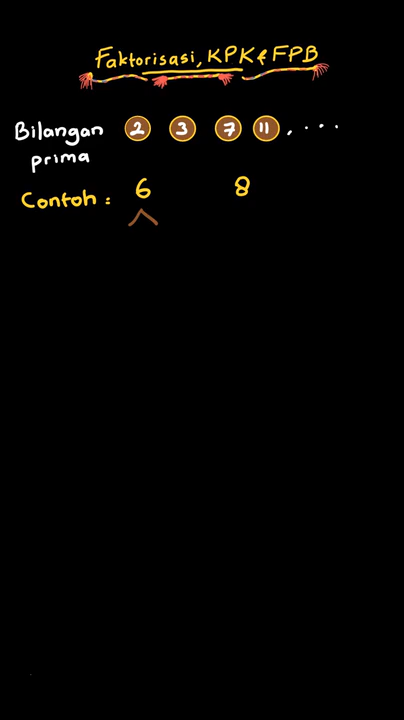 Faktorisasi, KPK & FPB
Bilangan prima 2 3 7 11 , ....
Contoh : 6 8